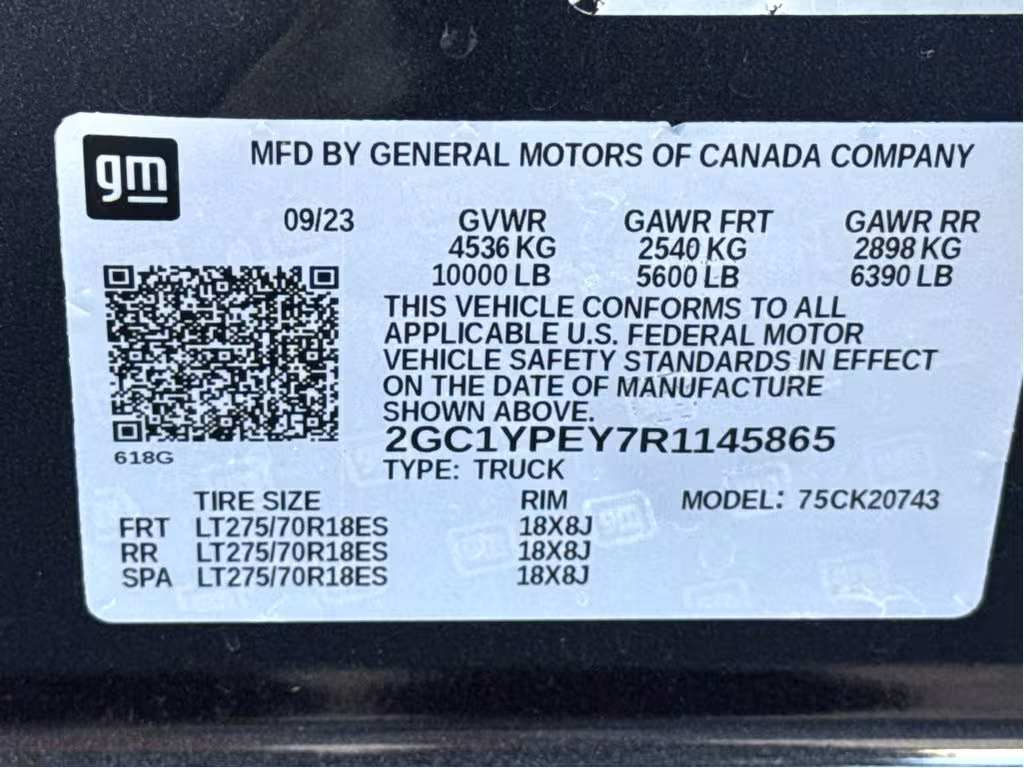 gm
MFD BY GENERAL MOTORS OF CANADA COMPANY
09/23 GVWR GAWR FRT GAWR RR
4536 KG 2540 KG 2898 KG
10000 LB 5600 LB 6390 LB
THIS VEHICLE CONFORMS TO ALL
APPLICABLE U.S. FEDERAL MOTOR
VEHICLE SAFETY STANDARDS IN EFFECT
ON THE DATE OF MANUFACTURE
SHOWN ABOVE.
2GC1YPEY7R1145865
618G
TYPE: TRUCK
TIRE SIZE RIM MODEL: 75CK20743
FRT LT275/70R18ES 18X8J
RR LT275/70R18ES 18X8J
SPA LT275/70R18ES 18X8J